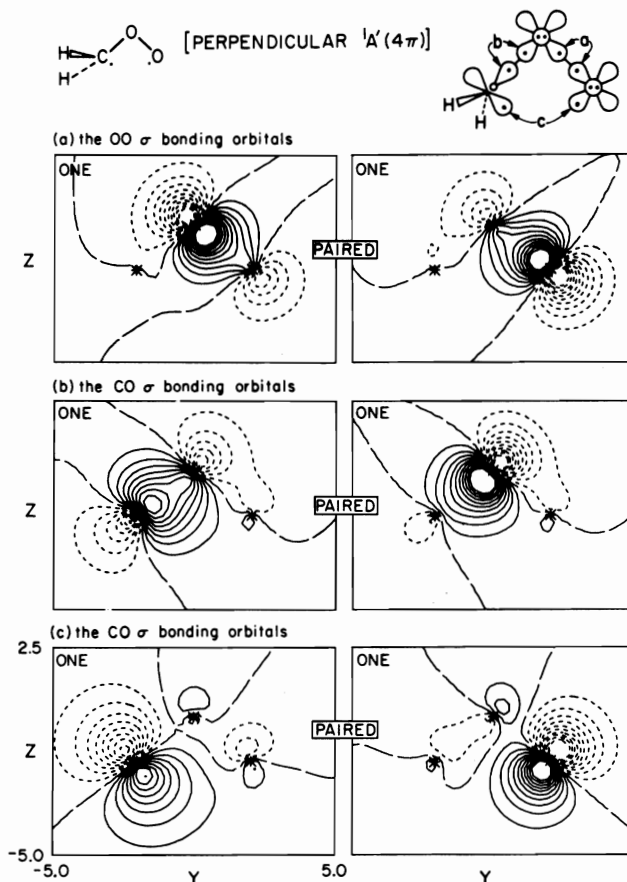 O
H C. .O
H
[PERPENDICULAR ¹A′(4π)]
b a
H
H c
(a) the OO σ bonding orbitals
ONE
ONE
Z
PAIRED
(b) the CO σ bonding orbitals
ONE
ONE
Z
PAIRED
(c) the CO σ bonding orbitals
2.5
ONE
ONE
PAIRED
Z
-5.0
-5.0 Y 5.0 Y